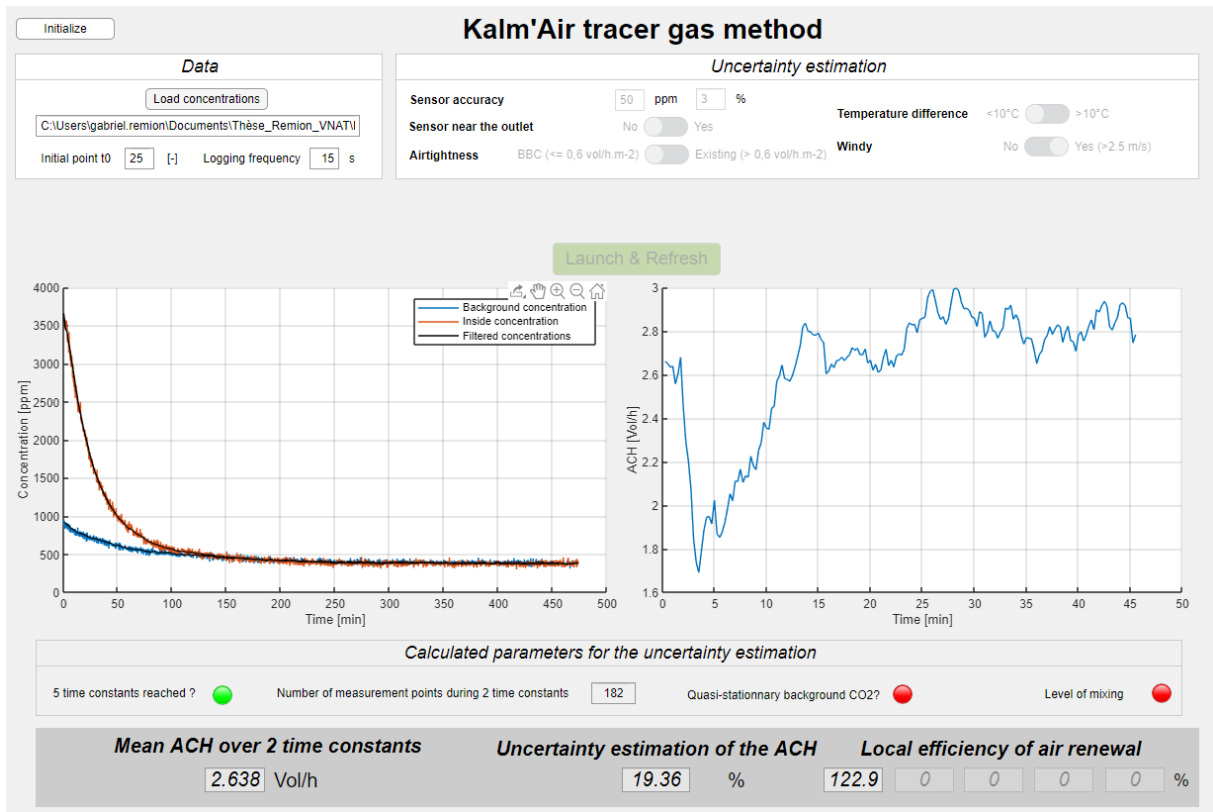 Initialize
Kalm'Air tracer gas method
Data
Load concentrations
C:\Users\gabriel.remion\Documents\Thèse_Remion_VNAT\
Initial point t0 25 [-] Logging frequency 15 s
Uncertainty estimation
Sensor accuracy 50 ppm 3 %
Sensor near the outlet No Yes
Airtightness BBC (<= 0,6 vol/h.m-2) Existing (> 0,6 vol/h.m-2)
Temperature difference <10°C >10°C
Windy No Yes (>2.5 m/s)
Launch & Refresh
Background concentration
Inside concentration
Filtered concentrations
4000
3500
3000
2500
2000
1500
1000
500
0
Concentration [ppm]
0 50 100 150 200 250 300 350 400 450 500
Time [min]
3
2.8
2.6
2.4
2.2
2
1.8
1.6
ACH [Vol/h]
0 5 10 15 20 25 30 35 40 45 50
Time [min]
Calculated parameters for the uncertainty estimation
5 time constants reached ? Number of measurement points during 2 time constants 182 Quasi-stationnary background CO2? Level of mixing
Mean ACH over 2 time constants Uncertainty estimation of the ACH Local efficiency of air renewal
2.638 Vol/h 19.36 % 122.9 0 0 0 0 %